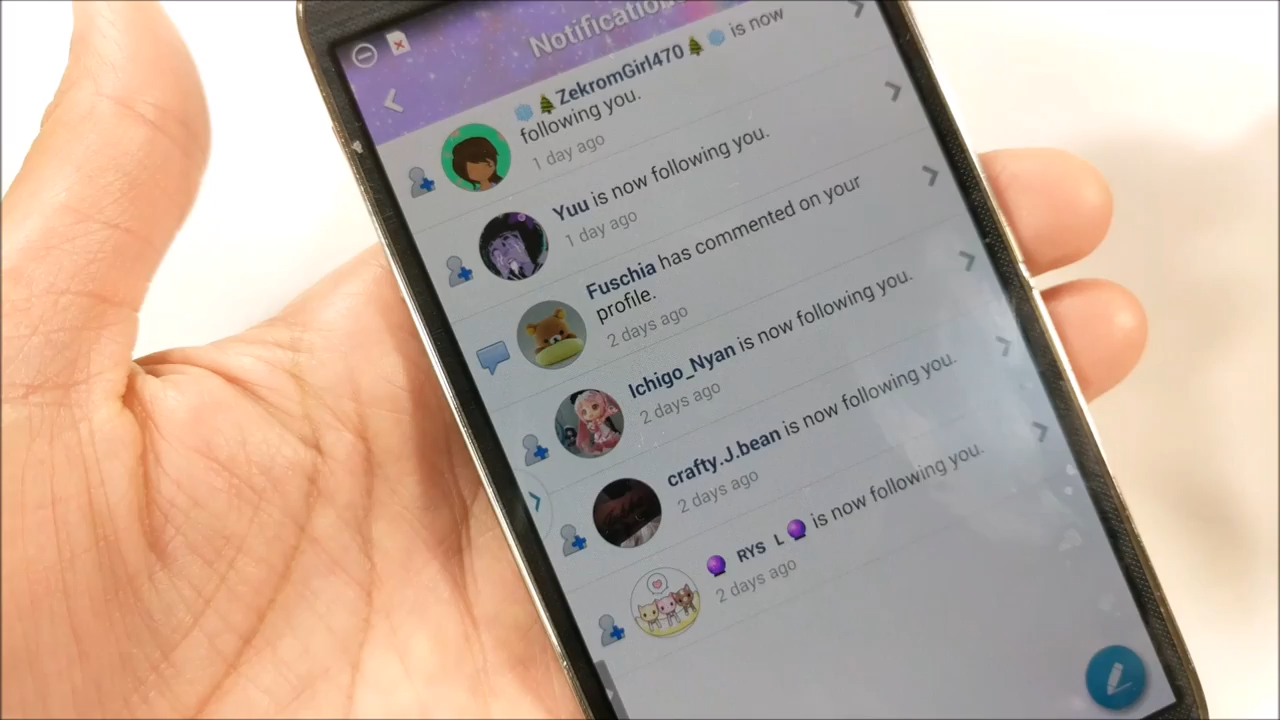 Notifications
ZekromGirl470 is now
following you.
1 day ago
Yuu is now following you.
1 day ago
Fuschia has commented on your
profile.
2 days ago
Ichigo_Nyan is now following you.
2 days ago
crafty.J.bean is now following you.
2 days ago
RYS L is now following you.
2 days ago